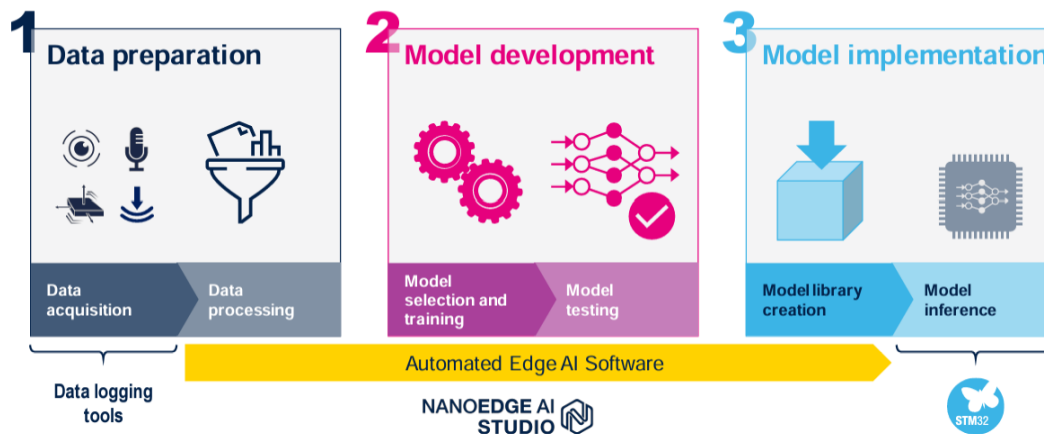 1
Data preparation
2
Model development
3
Model implementation
Data
acquisition
Data
processing
Model
selection and
training
Model
testing
Model library
creation
Model
inference
Automated Edge AI Software
Data logging
tools
NANOEDGE AI
STUDIO
STM32